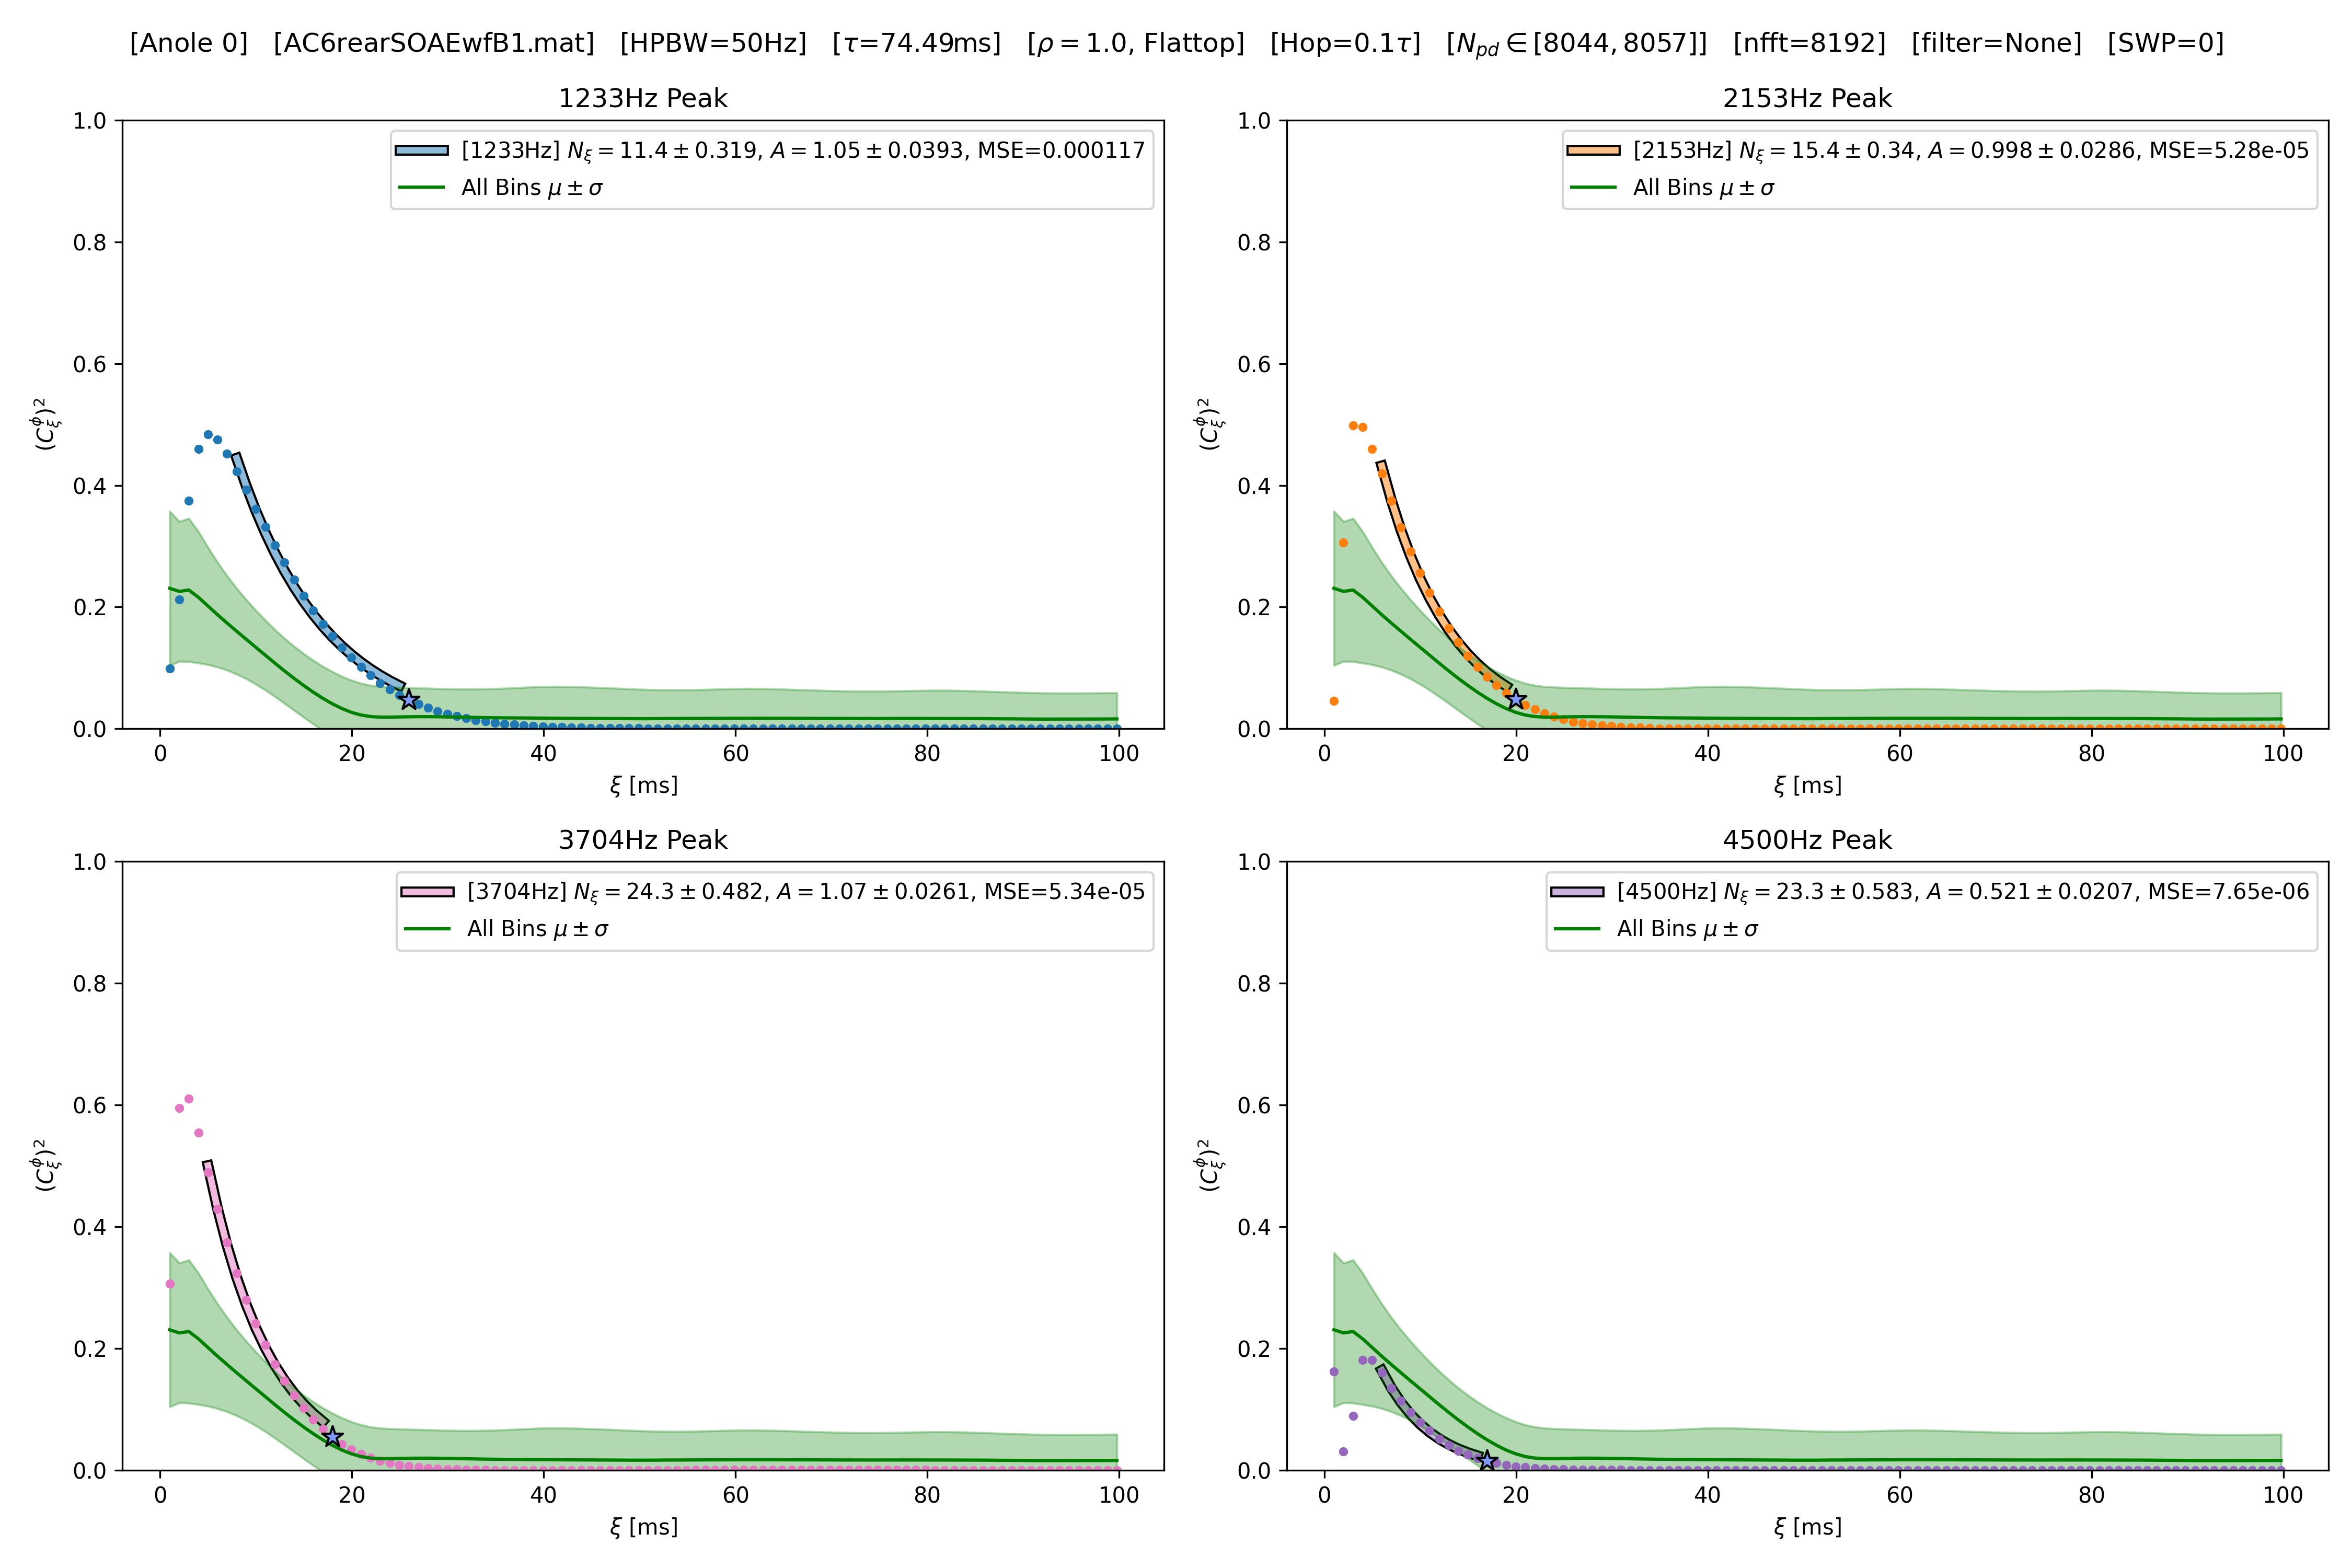 [Anole 0] [AC6rearSOAEwfB1.mat] [HPBW=50Hz] [τ=74.49ms] [ρ = 1.0, Flattop] [Hop=0.1τ] [N_pd ∈ [8044, 8057]] [nfft=8192] [filter=None] [SWP=0]
1233Hz Peak
[1233Hz] N_ξ = 11.4 ± 0.319, A = 1.05 ± 0.0393, MSE=0.000117
All Bins μ ± σ
1.0
0.8
0.6
0.4
0.2
0.0
(C_ξ^ϕ)^2
0 20 40 60 80 100
ξ [ms]
2153Hz Peak
[2153Hz] N_ξ = 15.4 ± 0.34, A = 0.998 ± 0.0286, MSE=5.28e-05
All Bins μ ± σ
1.0
0.8
0.6
0.4
0.2
0.0
(C_ξ^ϕ)^2
0 20 40 60 80 100
ξ [ms]
3704Hz Peak
[3704Hz] N_ξ = 24.3 ± 0.482, A = 1.07 ± 0.0261, MSE=5.34e-05
All Bins μ ± σ
1.0
0.8
0.6
0.4
0.2
0.0
(C_ξ^ϕ)^2
0 20 40 60 80 100
ξ [ms]
4500Hz Peak
[4500Hz] N_ξ = 23.3 ± 0.583, A = 0.521 ± 0.0207, MSE=7.65e-06
All Bins μ ± σ
1.0
0.8
0.6
0.4
0.2
0.0
(C_ξ^ϕ)^2
0 20 40 60 80 100
ξ [ms]